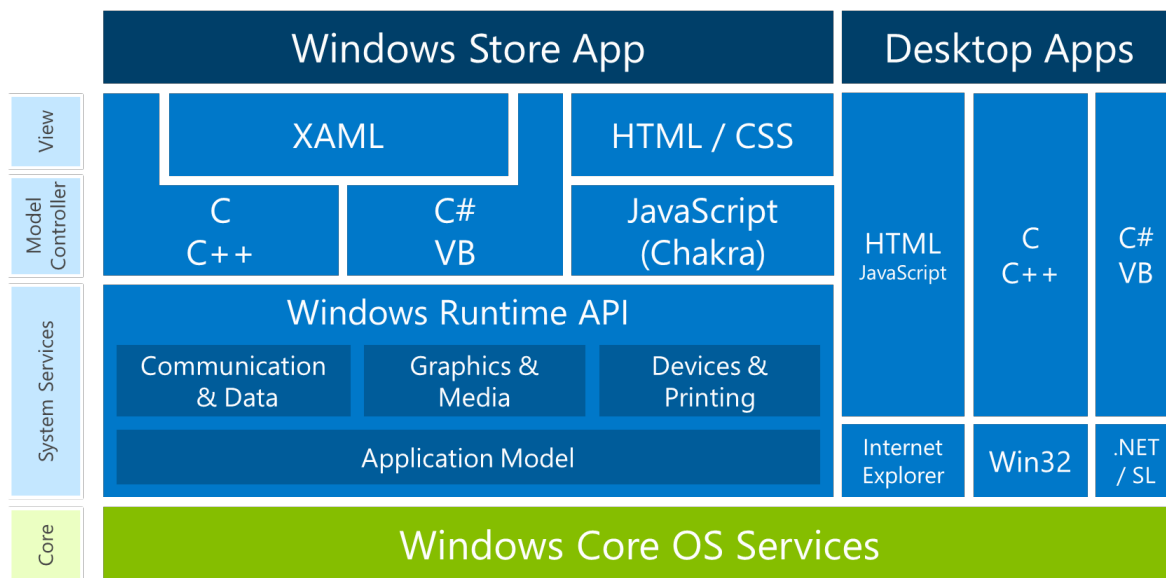 Windows Store App
Desktop Apps
View
XAML
HTML / CSS
Model
Controller
C
C++
C#
VB
JavaScript
(Chakra)
HTML
JavaScript
C
C++
C#
VB
System Services
Windows Runtime API
Communication
& Data
Graphics &
Media
Devices &
Printing
Application Model
Internet
Explorer
Win32
.NET
/ SL
Core
Windows Core OS Services